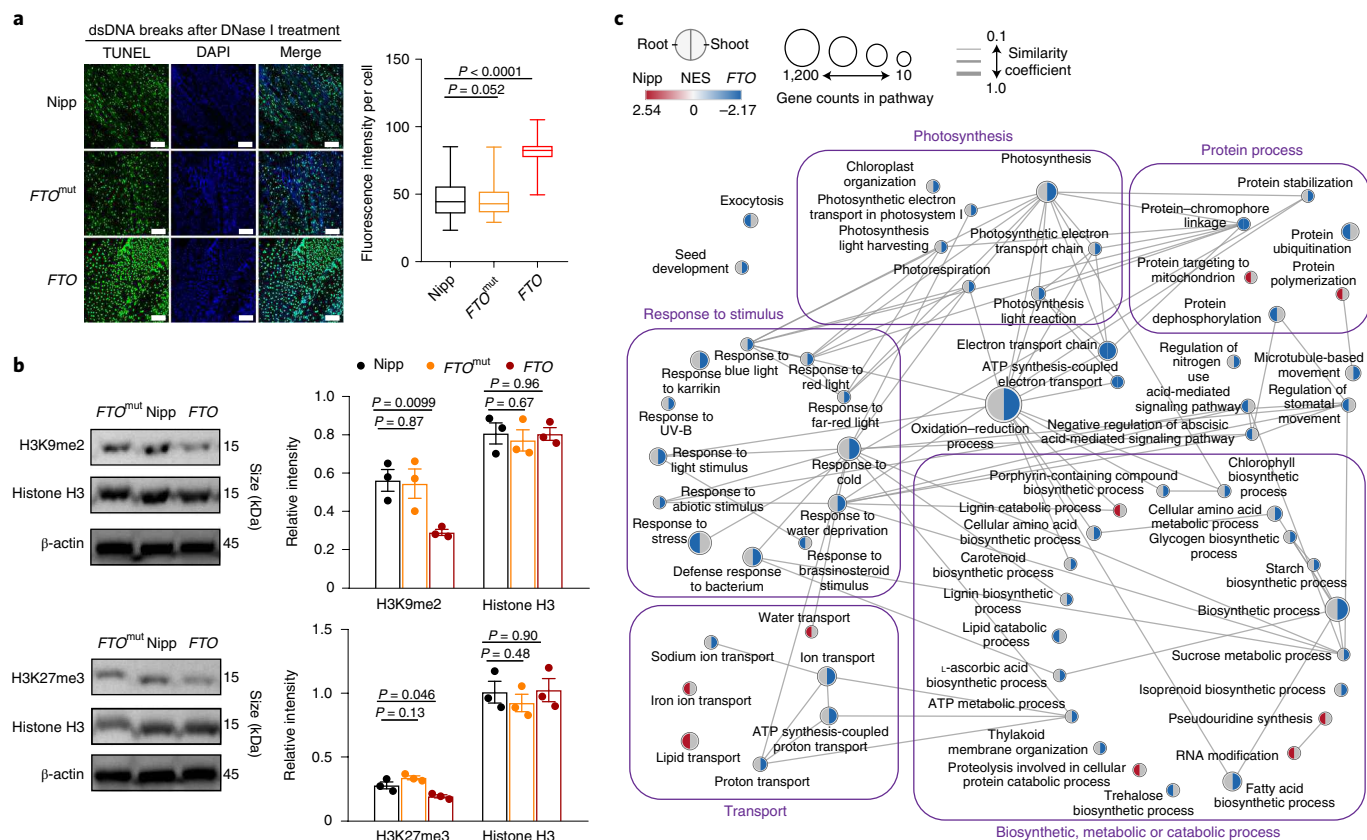 a
dsDNA breaks after DNase I treatment
TUNEL DAPI Merge
Nipp
FTOmut
FTO
Fluorescence intensity per cell
150
100
50
0
P < 0.0001
P = 0.052
Nipp
FTOmut
FTO
b
FTOmut Nipp FTO
H3K9me2
15
Histone H3
15
β-actin
45
Size (kDa)
Nipp FTOmut FTO
Relative intensity
1.0
0.8
0.6
0.4
0.2
0
P = 0.0099
P = 0.87
P = 0.96
P = 0.67
H3K9me2 Histone H3
FTOmut Nipp FTO
H3K27me3
15
Histone H3
15
β-actin
45
Size (kDa)
Relative intensity
1.5
1.0
0.5
0
P = 0.046
P = 0.13
P = 0.90
P = 0.48
H3K27me3 Histone H3
c
Root Shoot
Nipp NES FTO
2.54 0 −2.17
1,200 10
Gene counts in pathway
0.1
Similarity
coefficient
1.0
Photosynthesis
Chloroplast
organization
Photosynthesis
Photosynthetic electron
transport in photosystem I
Photosynthesis
light harvesting
Photosynthetic electron
transport chain
Photorespiration
Photosynthesis
light reaction
Exocytosis
Seed
development
Protein process
Protein stabilization
Protein–chromophore
linkage
Protein
ubiquitination
Protein targeting to
mitochondrion
Protein
polymerization
Protein
dephosphorylation
Response to stimulus
Response to
blue light
Response
to karrikin
Response to
red light
Response to
UV-B
Response to
far-red light
Response to
light stimulus
Response to
cold
Response to
abiotic stimulus
Response to
water deprivation
Response to
stress
Response to
brassinosteroid
stimulus
Defense response
to bacterium
Electron transport chain
ATP synthesis-coupled
electron transport
Oxidation–reduction
process
Regulation of
nitrogen
use
Microtubule-based
movement
acid-mediated
signaling pathway
Regulation of
stomatal
movement
Negative regulation of abscisic
acid-mediated signaling pathway
Transport
Water transport
Sodium ion transport
Ion transport
Iron ion transport
ATP synthesis-coupled
proton transport
Lipid transport
Proton transport
Porphyrin-containing compound
biosynthetic process
Chlorophyll
biosynthetic
process
Lignin catabolic process
Cellular amino acid
biosynthetic process
Cellular amino acid
metabolic process
Glycogen biosynthetic
process
Carotenoid
biosynthetic
process
Starch
biosynthetic process
Lignin biosynthetic
process
Biosynthetic process
Lipid catabolic
process
Sucrose metabolic process
L-ascorbic acid
biosynthetic process
Isoprenoid biosynthetic process
ATP metabolic process
Pseudouridine synthesis
Thylakoid
membrane organization
RNA modification
Proteolysis involved in cellular
protein catabolic process
Trehalose
biosynthetic process
Fatty acid
biosynthetic process
Biosynthetic, metabolic or catabolic process